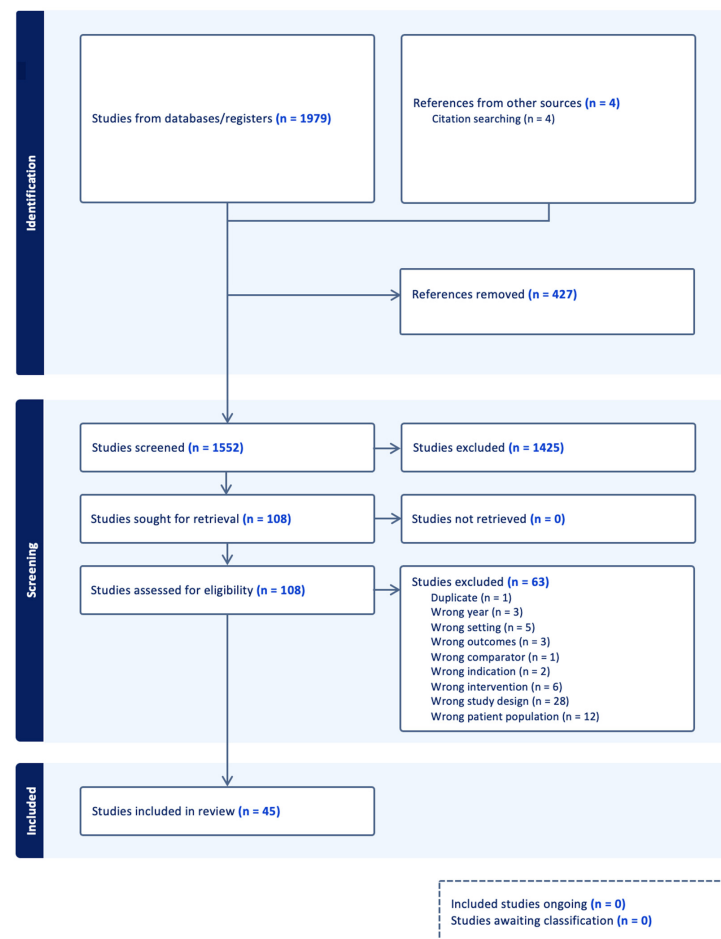 Identification
Studies from databases/registers (n = 1979)
References from other sources (n = 4)
Citation searching (n = 4)
References removed (n = 427)
Screening
Studies screened (n = 1552)
Studies excluded (n = 1425)
Studies sought for retrieval (n = 108)
Studies not retrieved (n = 0)
Studies assessed for eligibility (n = 108)
Studies excluded (n = 63)
Duplicate (n = 1)
Wrong year (n = 3)
Wrong setting (n = 5)
Wrong outcomes (n = 3)
Wrong comparator (n = 1)
Wrong indication (n = 2)
Wrong intervention (n = 6)
Wrong study design (n = 28)
Wrong patient population (n = 12)
Included
Studies included in review (n = 45)
Included studies ongoing (n = 0)
Studies awaiting classification (n = 0)